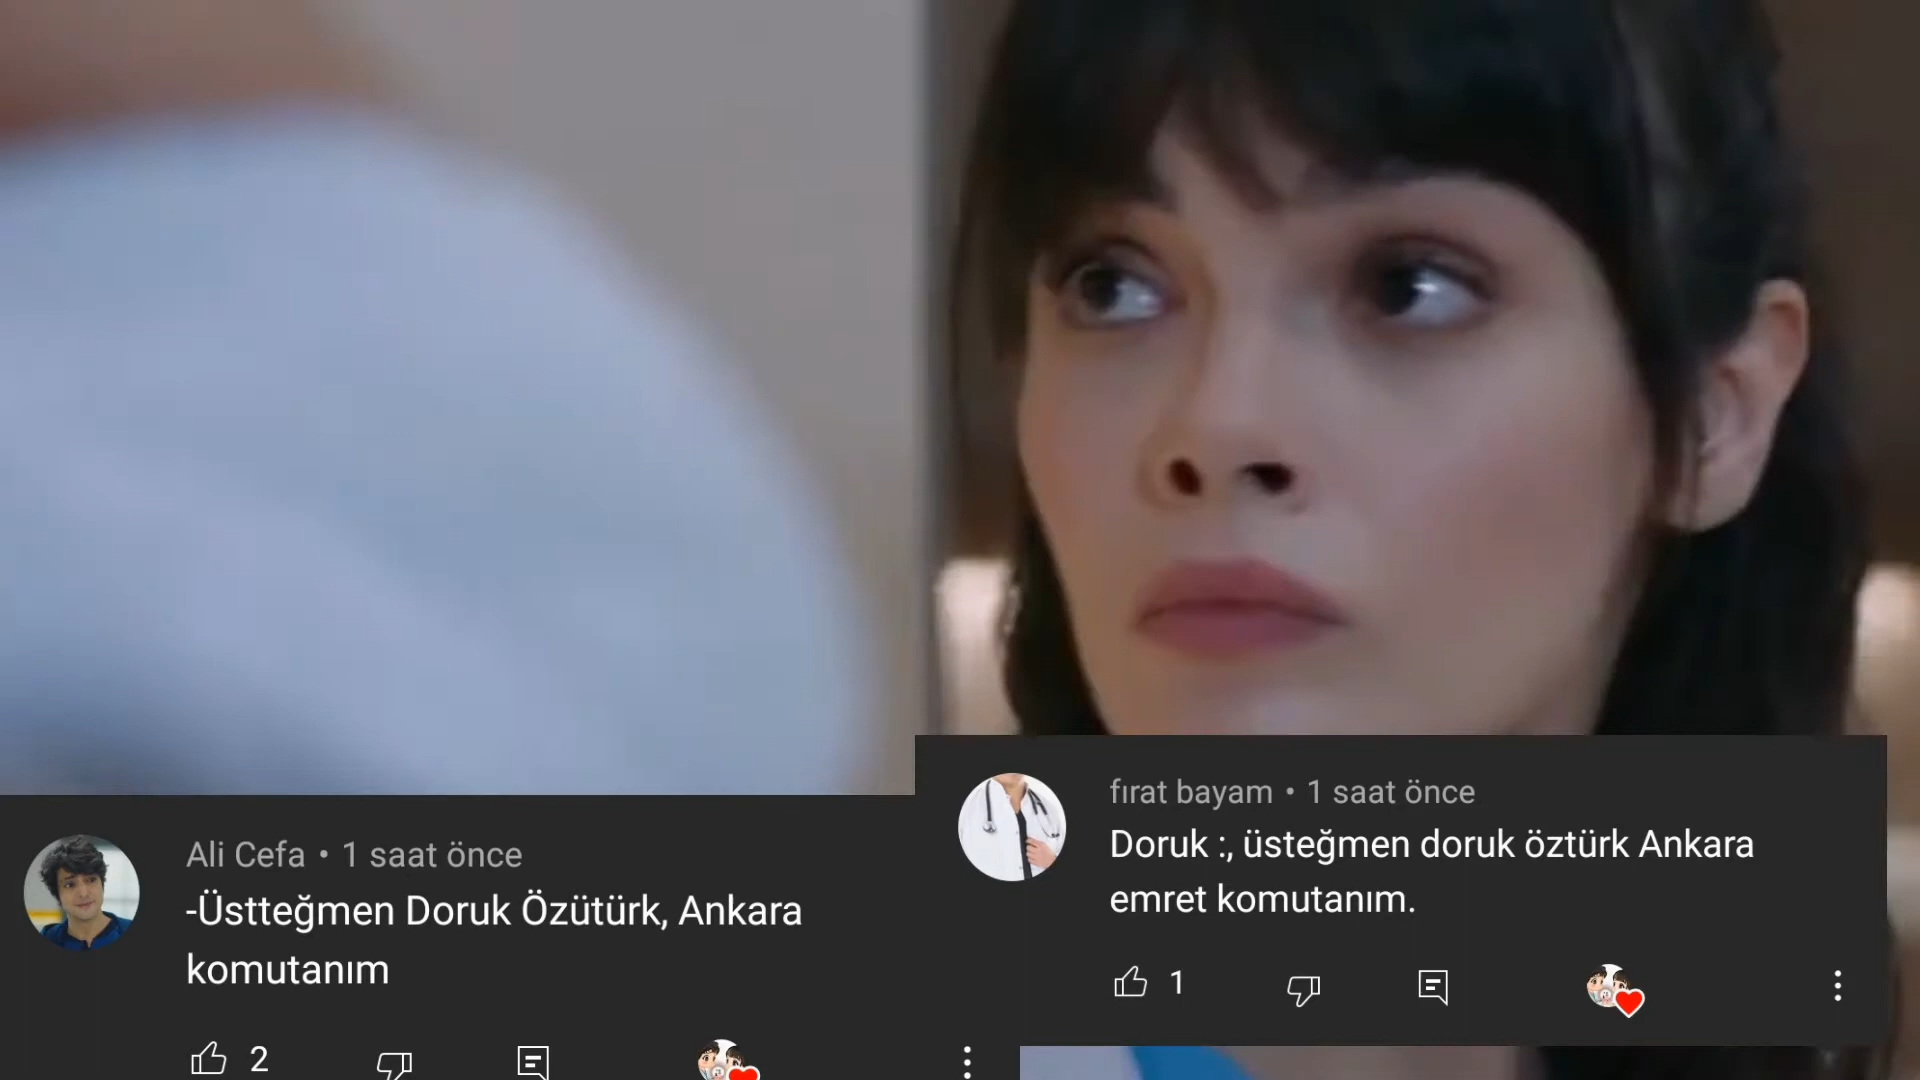 Ali Cefa • 1 saat önce
-Üstteğmen Doruk Özütürk, Ankara
komutanım
2
fırat bayam • 1 saat önce
Doruk :, üsteğmen doruk öztürk Ankara
emret komutanım.
1